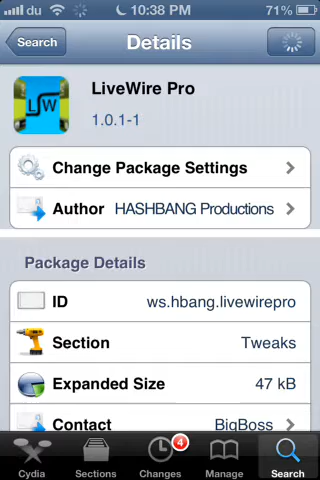 du 10:38 PM 71%
Search Details
LiveWire Pro
LW
1.0.1-1
Change Package Settings
Author HASHBANG Productions
Package Details
ID ws.hbang.livewirepro
Section Tweaks
Expanded Size 47 kB
Contact BigBoss
4
Cydia Sections Changes Manage Search